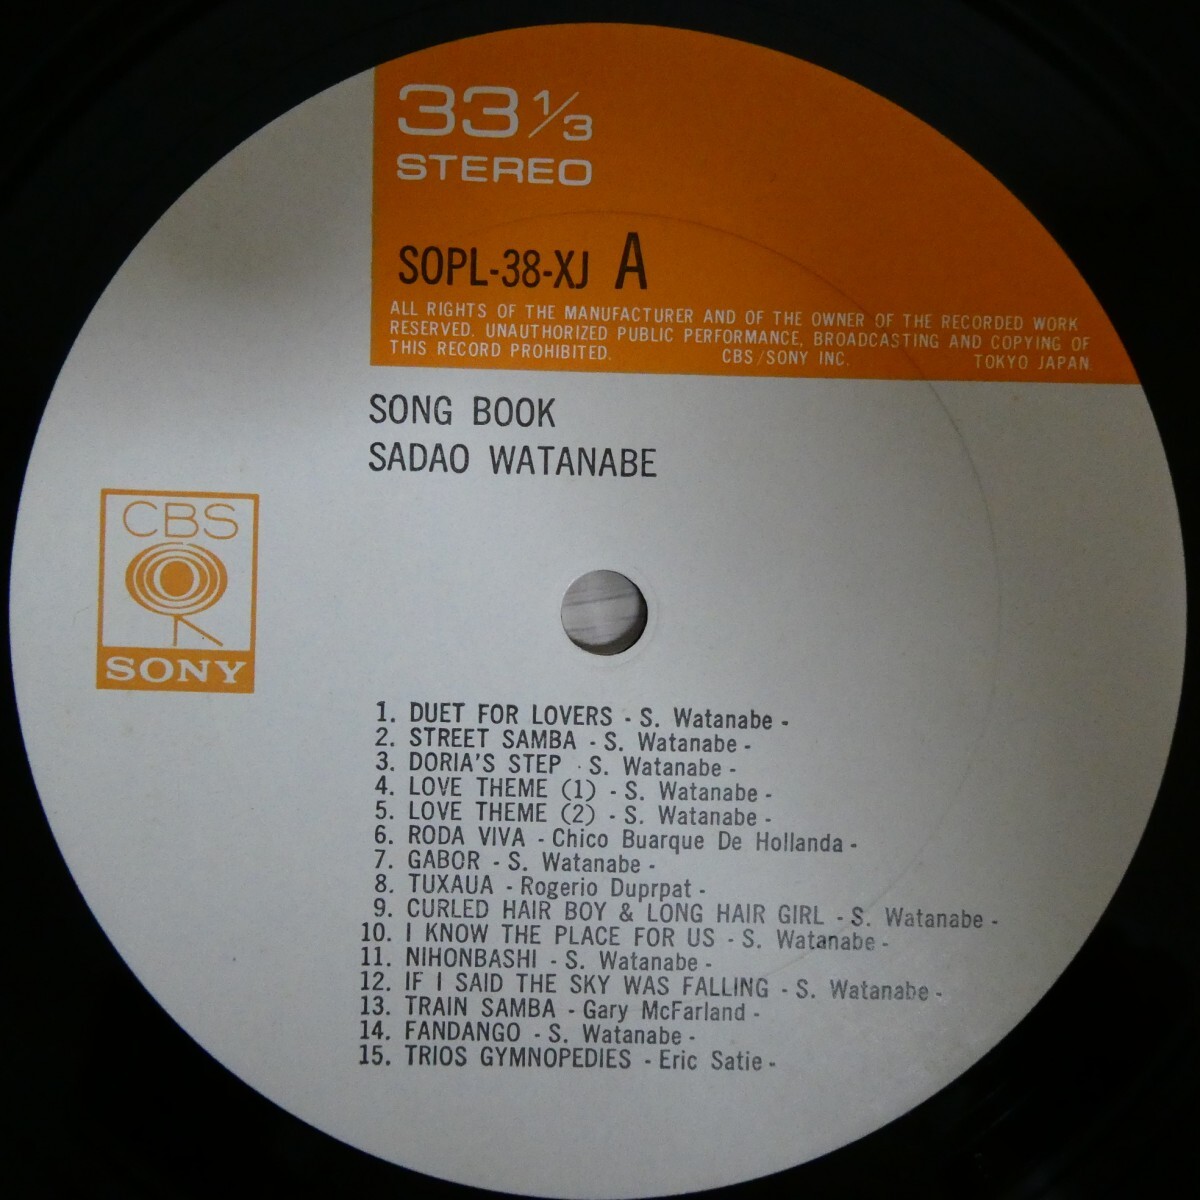 33 1/3
STEREO
SOPL-38-XJ A
ALL RIGHTS OF THE MANUFACTURER AND OF THE OWNER OF THE RECORDED WORK
RESERVED. UNAUTHORIZED PUBLIC PERFORMANCE, BROADCASTING AND COPYING OF
THIS RECORD PROHIBITED. CBS/SONY INC. TOKYO JAPAN.
SONG BOOK
SADAO WATANABE
CBS
SONY
1. DUET FOR LOVERS - S. Watanabe -
2. STREET SAMBA - S. Watanabe -
3. DORIA'S STEP - S. Watanabe -
4. LOVE THEME (1) - S. Watanabe -
5. LOVE THEME (2) - S. Watanabe -
6. RODA VIVA - Chico Buarque De Hollanda -
7. GABOR - S. Watanabe -
8. TUXAUA - Rogerio Duprpat -
9. CURLED HAIR BOY & LONG HAIR GIRL - S. Watanabe -
10. I KNOW THE PLACE FOR US - S. Watanabe -
11. NIHONBASHI - S. Watanabe -
12. IF I SAID THE SKY WAS FALLING - S. Watanabe -
13. TRAIN SAMBA - Gary McFarland -
14. FANDANGO - S. Watanabe -
15. TRIOS GYMNOPEDIES - Eric Satie -